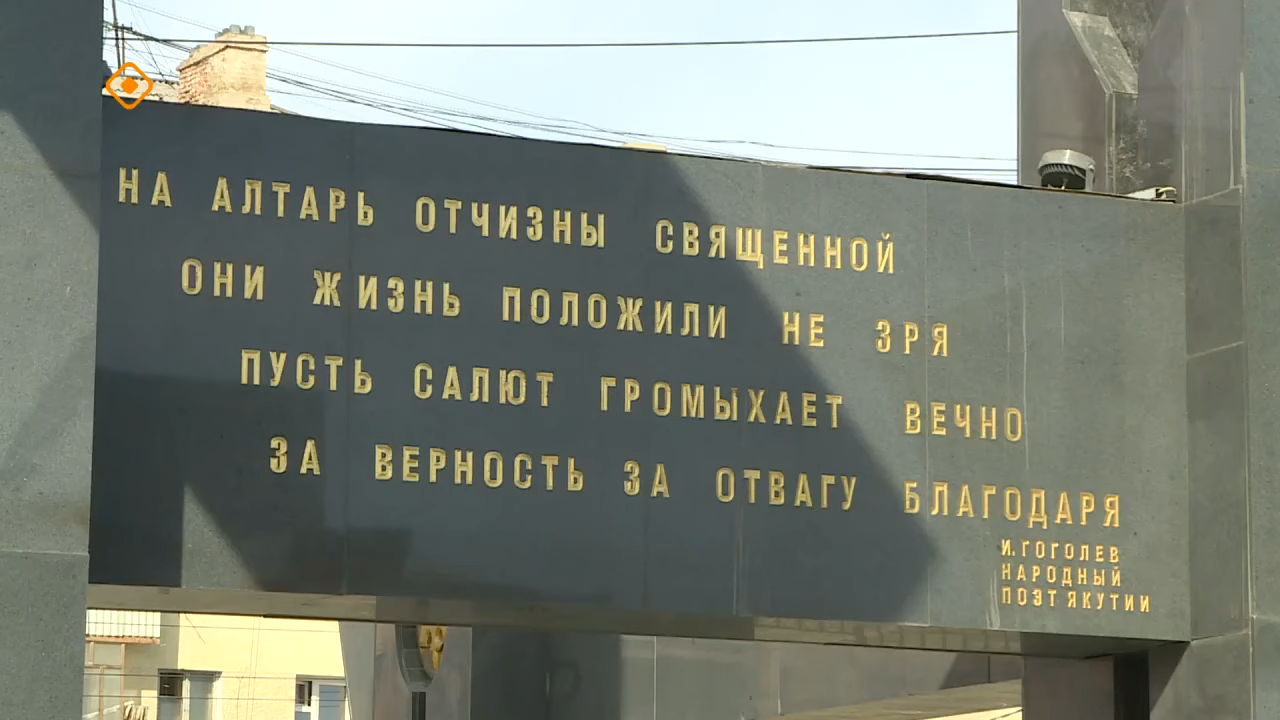 НА АЛТАРЬ ОТЧИЗНЫ СВЯЩЕННОЙ
ОНИ ЖИЗНЬ ПОЛОЖИЛИ НЕ ЗРЯ
ПУСТЬ САЛЮТ ГРОМЫХАЕТ ВЕЧНО
ЗА ВЕРНОСТЬ ЗА ОТВАГУ БЛАГОДАРЯ
И.ГОГОЛЕВ
НАРОДНЫЙ
ПОЭТ ЯКУТИИ